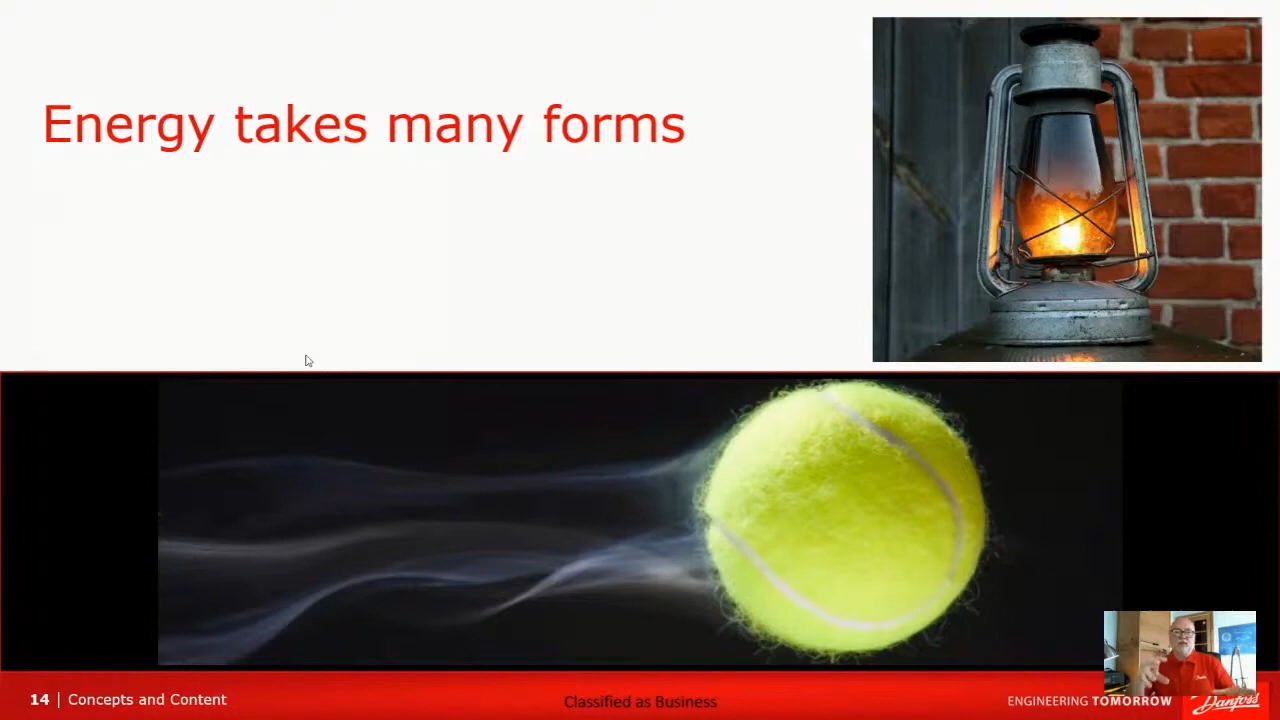 Energy takes many forms
14 | Concepts and Content
Classified as Business
ENGINEERING TOMORROW
Danfoss